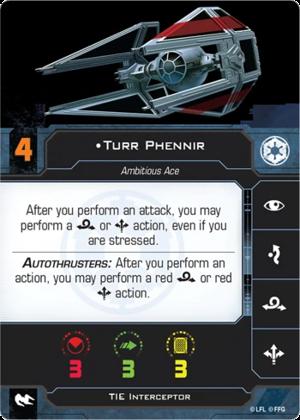 4
•Turr Phennir
Ambitious Ace
After you perform an attack, you may
perform a or action, even if you
are stressed.
Autothrusters: After you perform an
action, you may perform a red or red
action.
3 3 3
TIE Interceptor
©LFL ©FFG